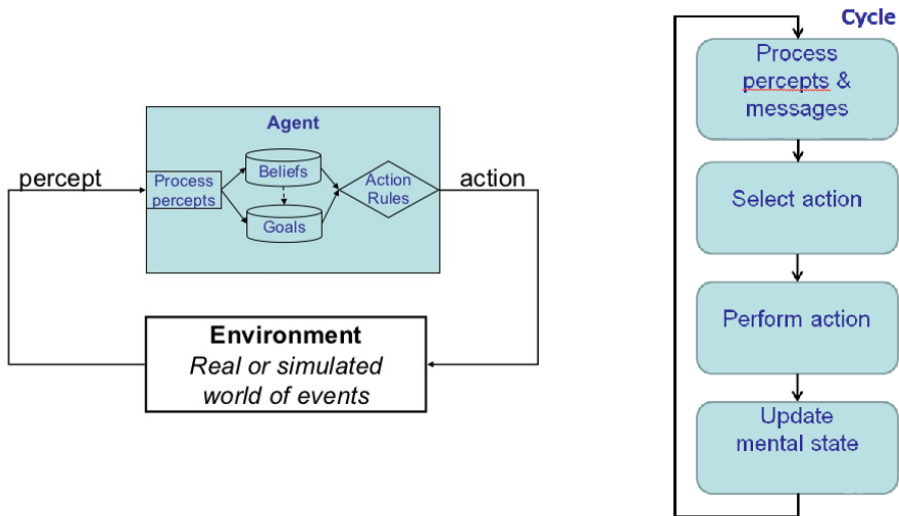 Agent
percept
Process
percepts
Beliefs
Goals
Action
Rules
action
Environment
Real or simulated
world of events
Cycle
Process
percepts &
messages
Select action
Perform action
Update
mental state